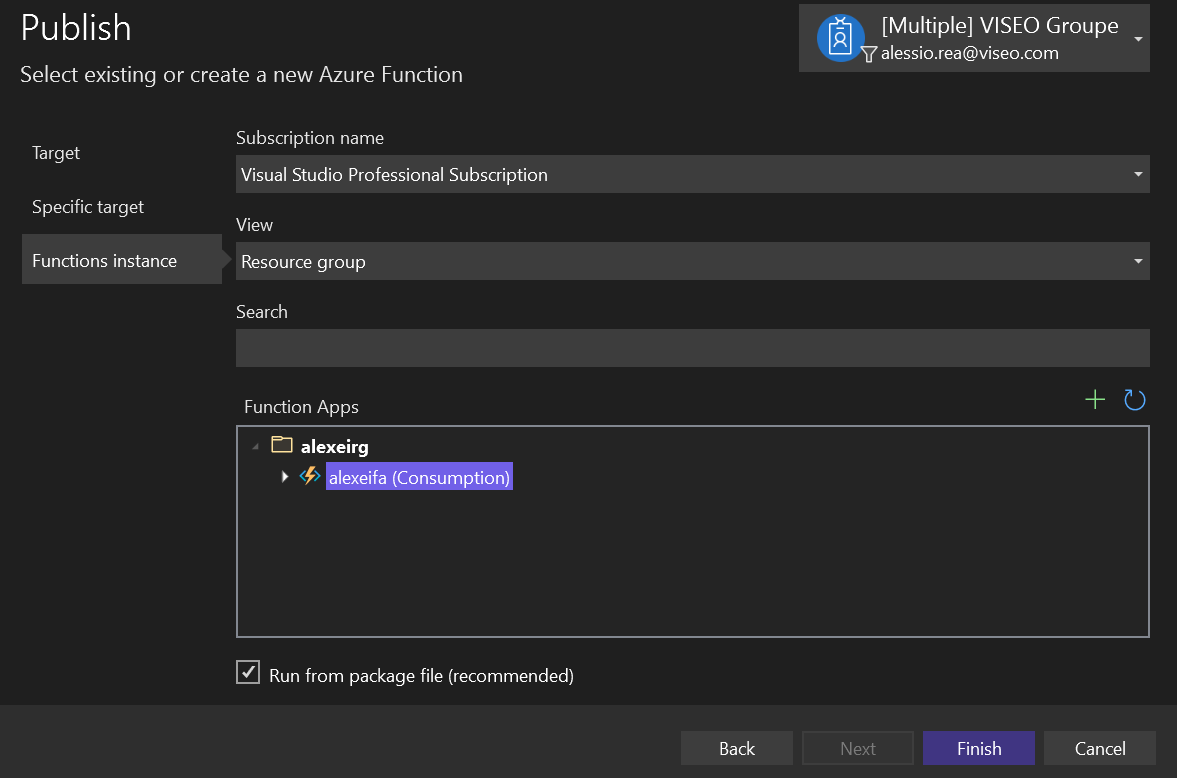 Publish
Select existing or create a new Azure Function
[Multiple] VISEO Groupe
alessio.rea@viseo.com
Target
Specific target
Functions instance
Subscription name
Visual Studio Professional Subscription
View
Resource group
Search
Function Apps
alexeirg
alexeifa (Consumption)
Run from package file (recommended)
Back
Next
Finish
Cancel